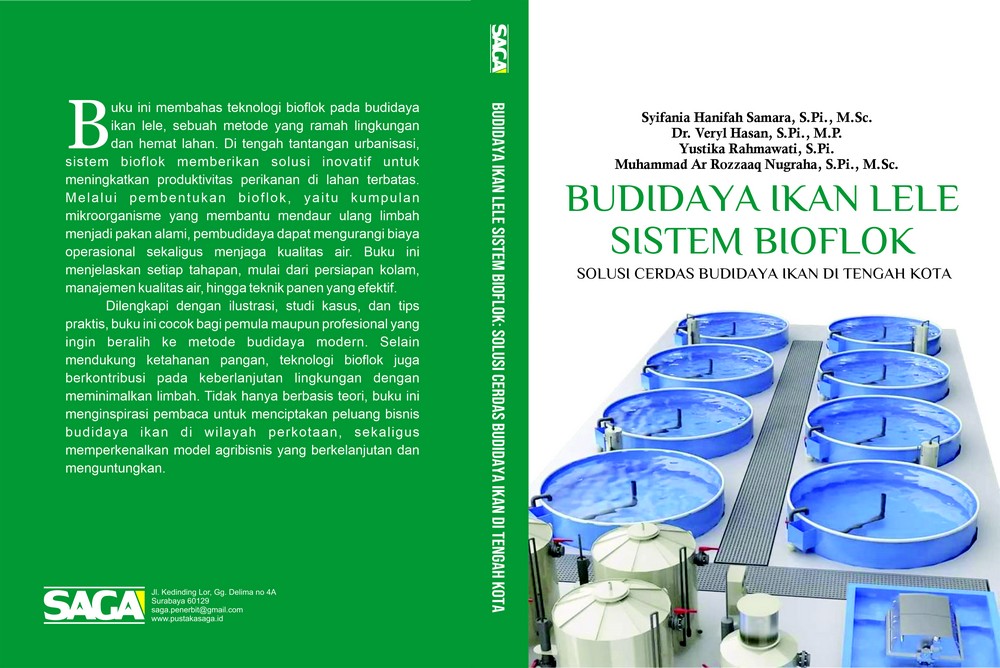 Buku ini membahas teknologi bioflok pada budidaya
ikan lele, sebuah metode yang ramah lingkungan
dan hemat lahan. Di tengah tantangan urbanisasi,
sistem bioflok memberikan solusi inovatif untuk
meningkatkan produktivitas perikanan di lahan terbatas.
Melalui pembentukan bioflok, yaitu kumpulan
mikroorganisme yang membantu mendaur ulang limbah
menjadi pakan alami, pembudidaya dapat mengurangi biaya
operasional sekaligus menjaga kualitas air. Buku ini
menjelaskan setiap tahapan, mulai dari persiapan kolam,
manajemen kualitas air, hingga teknik panen yang efektif.
Dilengkapi dengan ilustrasi, studi kasus, dan tips
praktis, buku ini cocok bagi pemula maupun profesional yang
ingin beralih ke metode budidaya modern. Selain
mendukung ketahanan pangan, teknologi bioflok juga
berkontribusi pada keberlanjutan lingkungan dengan
meminimalkan limbah. Tidak hanya berbasis teori, buku ini
menginspirasi pembaca untuk menciptakan peluang bisnis
budidaya ikan di wilayah perkotaan, sekaligus
memperkenalkan model agribisnis yang berkelanjutan dan
menguntungkan.
SAGA
Jl. Kedinding Lor, Gg. Delima no 4A
Surabaya 60129
saga.penerbit@gmail.com
www.pustakasaga.id
SAGA
BUDIDAYA IKAN LELE SISTEM BIOFLOK: SOLUSI CERDAS BUDIDAYA IKAN DI TENGAH KOTA
Syifania Hanifah Samara, S.Pi., M.Sc.
Dr. Veryl Hasan, S.Pi., M.P.
Yustika Rahmawati, S.Pi.
Muhammad Ar Rozzaaq Nugraha, S.Pi., M.Sc.
BUDIDAYA IKAN LELE
SISTEM BIOFLOK
SOLUSI CERDAS BUDIDAYA IKAN DI TENGAH KOTA